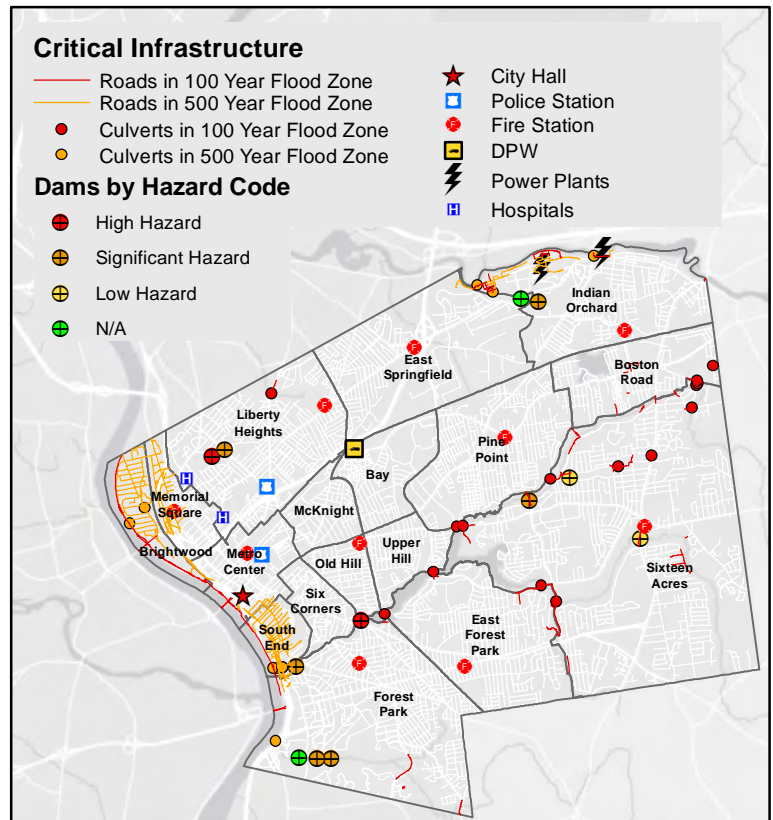 Critical Infrastructure
Roads in 100 Year Flood Zone
Roads in 500 Year Flood Zone
Culverts in 100 Year Flood Zone
Culverts in 500 Year Flood Zone
Dams by Hazard Code
High Hazard
Significant Hazard
Low Hazard
N/A
City Hall
Police Station
F Fire Station
DPW
Power Plants
H Hospitals
Indian
Orchard
F
F
East
Springfield
Boston
Road
Liberty
Heights
F
Pine
Point
F
Bay
H
Memorial
Square
F
McKnight
H
Brightwood
Metro
Center
F
Old Hill
F
Upper
Hill
Sixteen
Acres
F
Six
Corners
South
End
East
Forest
Park
F
Forest
Park
F